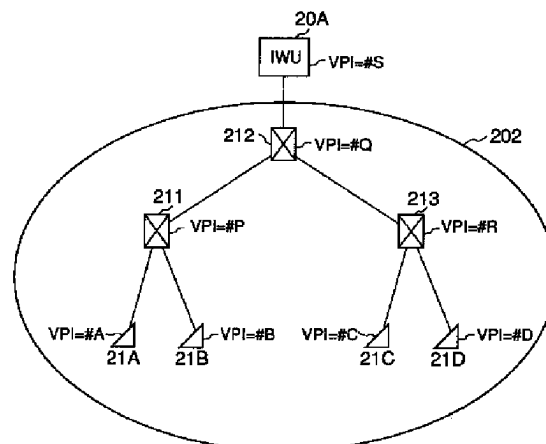 20A
IWU
VPI=#S
202
212
VPI=#Q
211
VPI=#P
213
VPI=#R
VPI=#A
21A
VPI=#B
21B
VPI=#C
21C
VPI=#D
21D